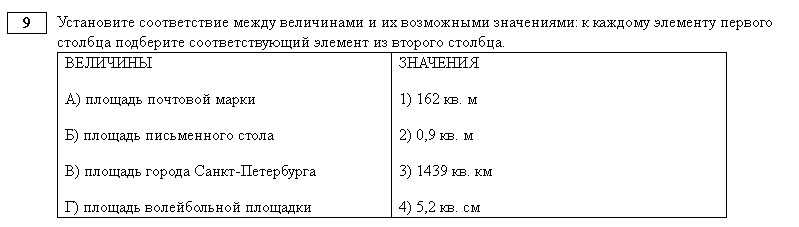 9 Установите соответствие между величинами и их возможными значениями: к каждому элементу первого
столбца подберите соответствующий элемент из второго столбца.
ВЕЛИЧИНЫ ЗНАЧЕНИЯ
А) площадь почтовой марки 1) 162 кв. м
Б) площадь письменного стола 2) 0,9 кв. м
В) площадь города Санкт-Петербурга 3) 1439 кв. км
Г) площадь волейбольной площадки 4) 5,2 кв. см